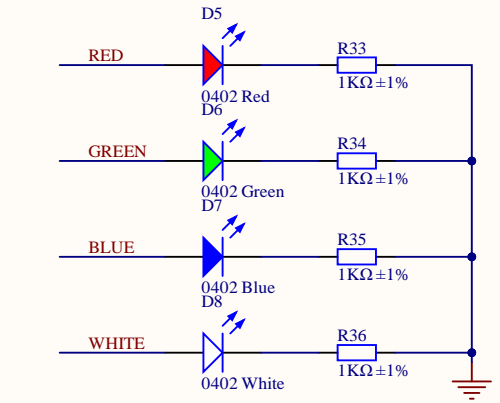 D5
RED
R33
1KΩ ±1%
0402 Red
D6
GREEN
R34
1KΩ ±1%
0402 Green
D7
BLUE
R35
1KΩ ±1%
0402 Blue
D8
WHITE
R36
1KΩ ±1%
0402 White